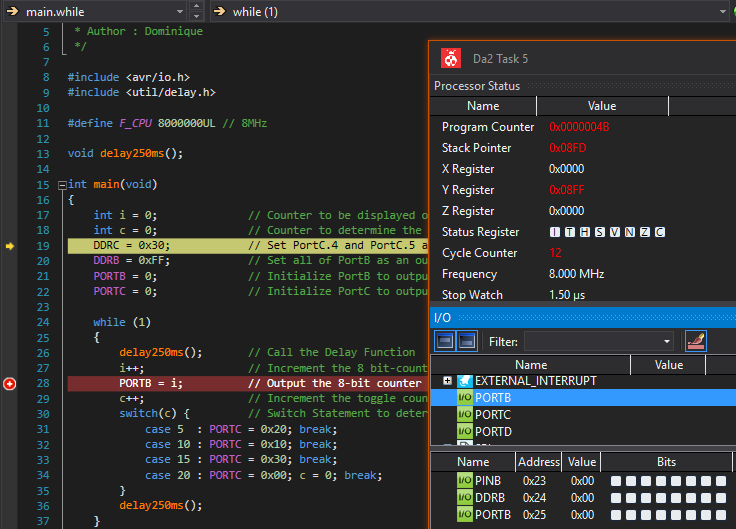 main.while
while (1)
5 * Author : Dominique
6 */
7
8 #include <avr/io.h>
9 #include <util/delay.h>
10
11 #define F_CPU 8000000UL // 8MHz
12
13 void delay250ms();
14
15 int main(void)
16 {
17 int i = 0; // Counter to be displayed o
18 int c = 0; // Counter to determine the
19 DDRC = 0x30; // Set PortC.4 and PortC.5 a
20 DDRB = 0xFF; // Set all of PortB as an ou
21 PORTB = 0; // Initialize PortB to outpu
22 PORTC = 0; // Initialize PortC to outpu
23
24 while (1)
25 {
26 delay250ms(); // Call the Delay Function
27 i++; // Increment the 8 bit-count
28 PORTB = i; // Output the 8-bit counter
29 c++; // Increment the toggle coun
30 switch(c) { // Switch Statement to deter
31 case 5 : PORTC = 0x20; break;
32 case 10 : PORTC = 0x10; break;
33 case 15 : PORTC = 0x30; break;
34 case 20 : PORTC = 0x00; c = 0; break;
35 }
36 delay250ms();
37 }
Da2 Task 5
Processor Status
Name Value
Program Counter 0x0000004B
Stack Pointer 0x08FD
X Register 0x0000
Y Register 0x08FF
Z Register 0x0000
Status Register I T H S V N Z C
Cycle Counter 12
Frequency 8.000 MHz
Stop Watch 1.50 µs
I/O
Filter:
Name Value
EXTERNAL_INTERRUPT
I/O PORTB
I/O PORTC
I/O PORTD
Name Address Value Bits
I/O PINB 0x23 0x00
I/O DDRB 0x24 0x00
I/O PORTB 0x25 0x00